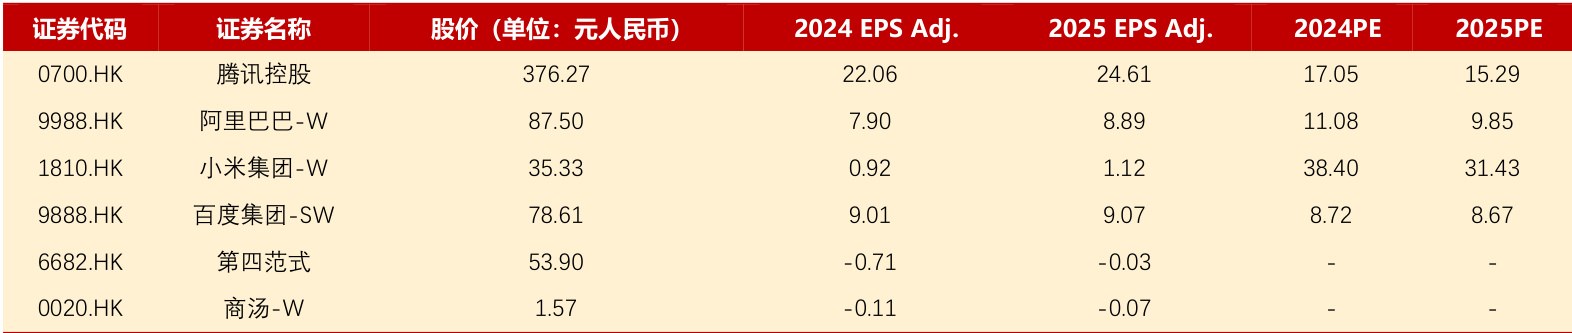 证券代码 证券名称 股价（单位：元人民币） 2024 EPS Adj. 2025 EPS Adj. 2024PE 2025PE
0700.HK 腾讯控股 376.27 22.06 24.61 17.05 15.29
9988.HK 阿里巴巴-W 87.50 7.90 8.89 11.08 9.85
1810.HK 小米集团-W 35.33 0.92 1.12 38.40 31.43
9888.HK 百度集团-SW 78.61 9.01 9.07 8.72 8.67
6682.HK 第四范式 53.90 -0.71 -0.03 - -
0020.HK 商汤-W 1.57 -0.11 -0.07 - -